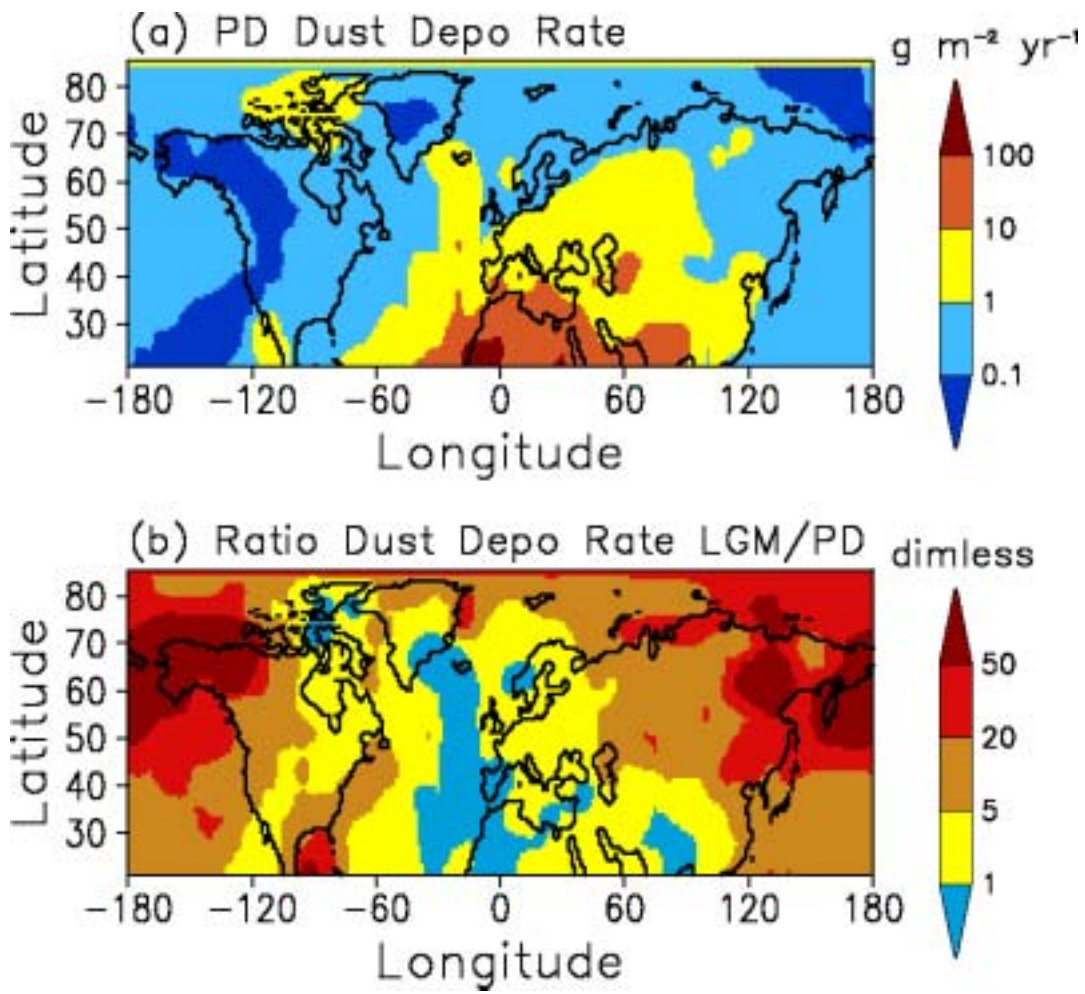 (a) PD Dust Depo Rate
g m⁻² yr⁻¹
80
70
60
50
40
30
Latitude
-180 -120 -60 0 60 120 180
Longitude
100
10
1
0.1
(b) Ratio Dust Depo Rate LGM/PD
dimless
80
70
60
50
40
30
Latitude
-180 -120 -60 0 60 120 180
Longitude
50
20
5
1